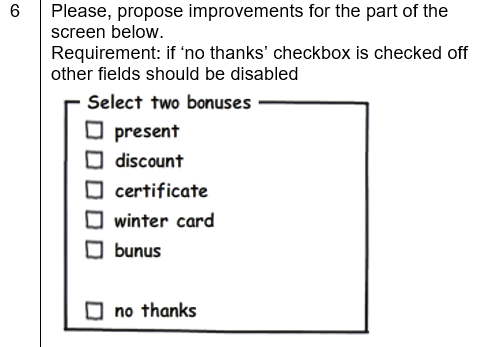 6
Please, propose improvements for the part of the
screen below.
Requirement: if ‘no thanks’ checkbox is checked off
other fields should be disabled
Select two bonuses
present
discount
certificate
winter card
bunus
no thanks